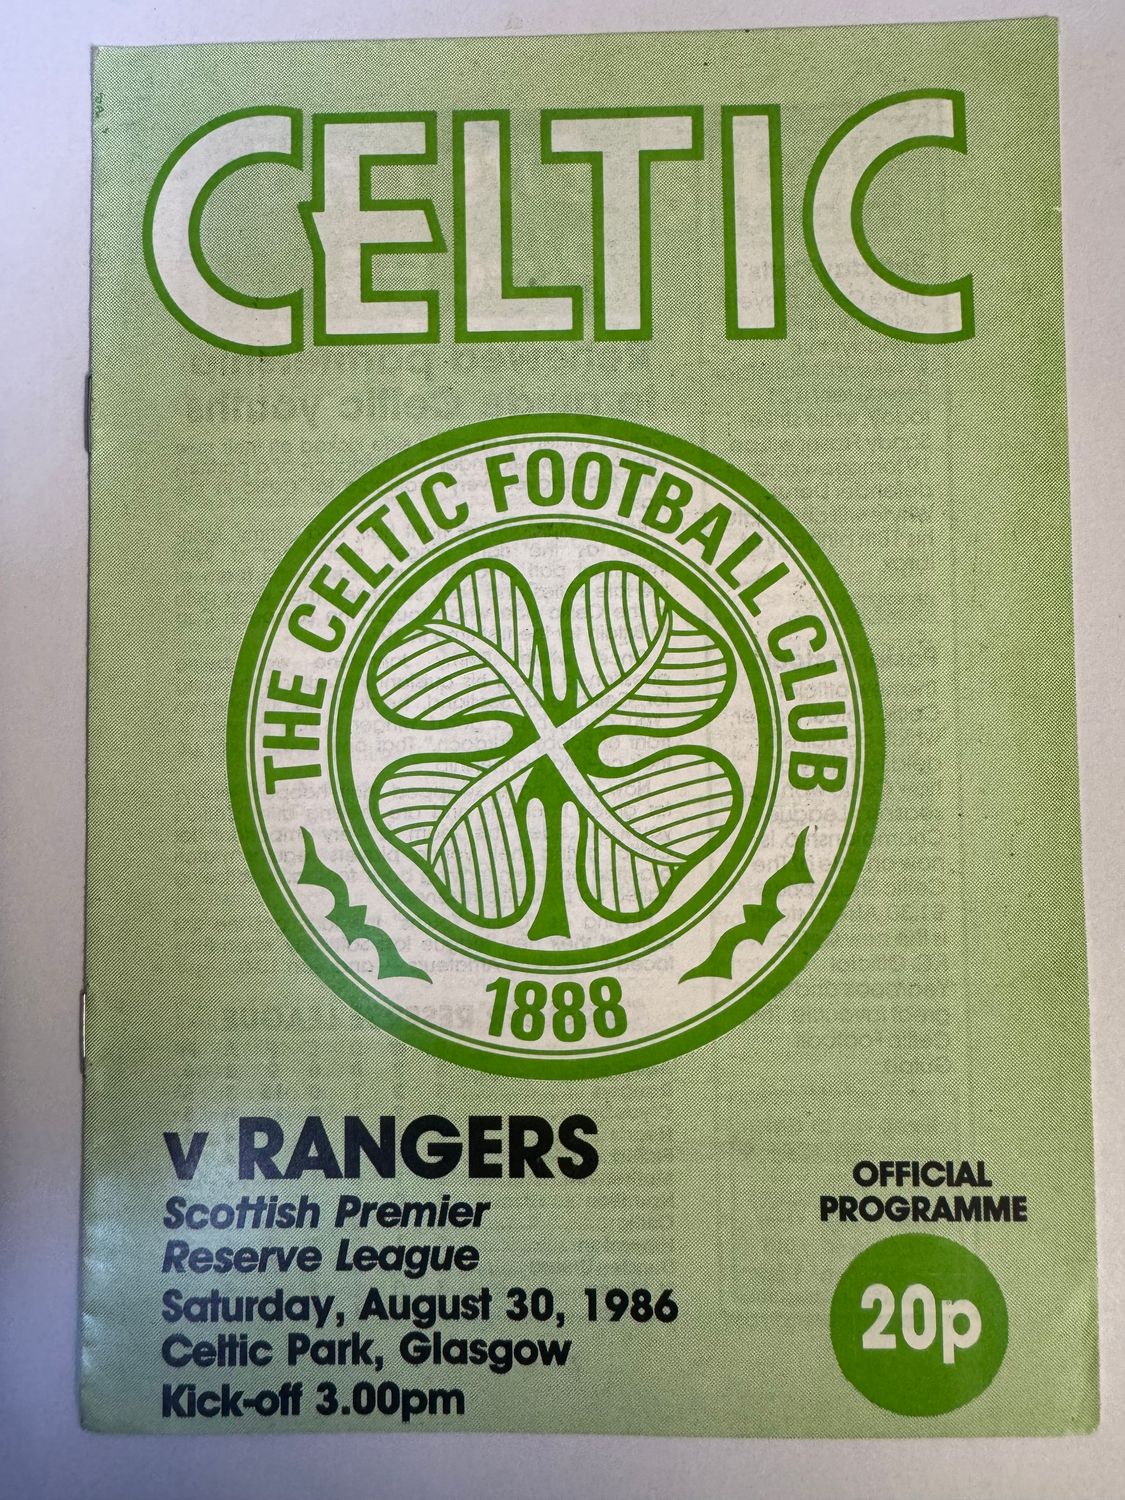 CELTIC
THE CELTIC FOOTBALL CLUB
1888
v RANGERS
Scottish Premier
Reserve League
Saturday, August 30, 1986
Celtic Park, Glasgow
Kick-off 3.00pm
OFFICIAL
PROGRAMME
20p